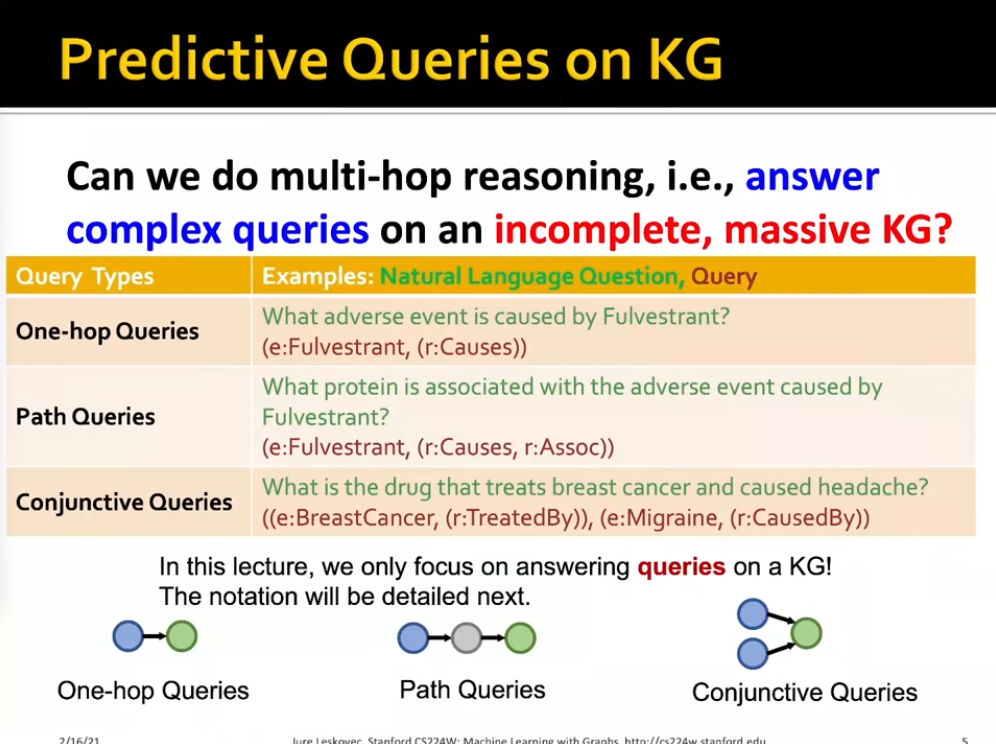 Predictive Queries on KG
Can we do multi-hop reasoning, i.e., answer
complex queries on an incomplete, massive KG?
Query Types
Examples: Natural Language Question, Query
One-hop Queries
What adverse event is caused by Fulvestrant?
(e:Fulvestrant, (r:Causes))
Path Queries
What protein is associated with the adverse event caused by
Fulvestrant?
(e:Fulvestrant, (r:Causes, r:Assoc))
Conjunctive Queries
What is the drug that treats breast cancer and caused headache?
((e:BreastCancer, (r:TreatedBy)), (e:Migraine, (r:CausedBy))
In this lecture, we only focus on answering queries on a KG!
The notation will be detailed next.
One-hop Queries
Path Queries
Conjunctive Queries
2/16/21
Jure Leskovec, Stanford CS224W: Machine Learning with Graphs, http://cs224w.stanford.edu
5